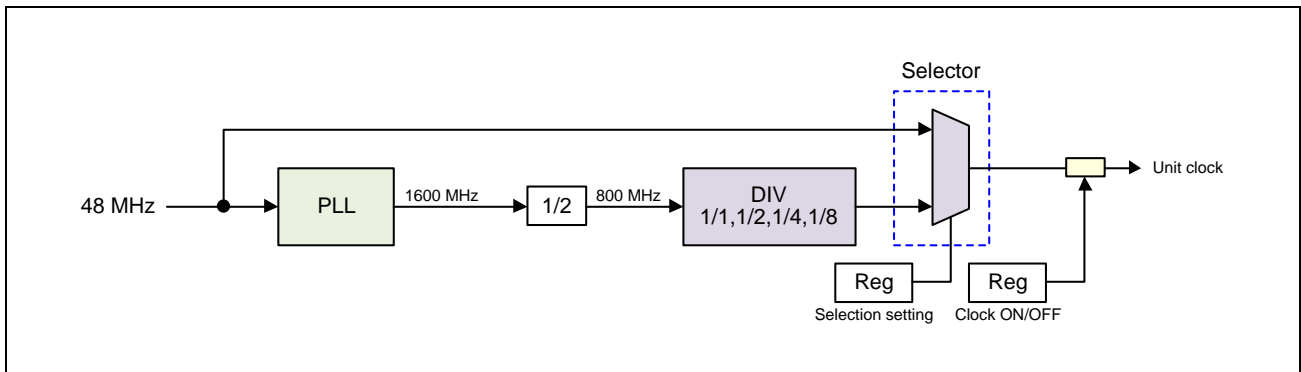 Selector
48 MHz
PLL
1600 MHz
1/2
800 MHz
DIV
1/1,1/2,1/4,1/8
Unit clock
Reg
Selection setting
Reg
Clock ON/OFF